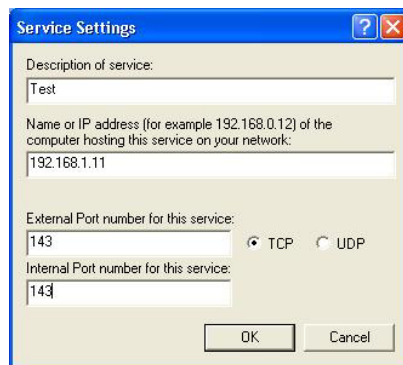 Service Settings
Description of service:
Test
Name or IP address (for example 192.168.0.12) of the
computer hosting this service on your network:
192.168.1.11
External Port number for this service:
143
TCP
UDP
Internal Port number for this service:
143
OK
Cancel